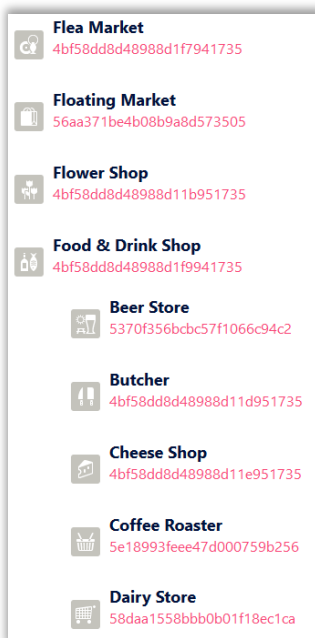 Flea Market
4bf58dd8d48988d1f7941735
Floating Market
56aa371be4b08b9a8d573505
Flower Shop
4bf58dd8d48988d11b951735
Food & Drink Shop
4bf58dd8d48988d1f9941735
Beer Store
5370f356bcbc57f1066c94c2
Butcher
4bf58dd8d48988d11d951735
Cheese Shop
4bf58dd8d48988d11e951735
Coffee Roaster
5e18993feee47d000759b256
Dairy Store
58daa1558bbb0b01f18ec1ca